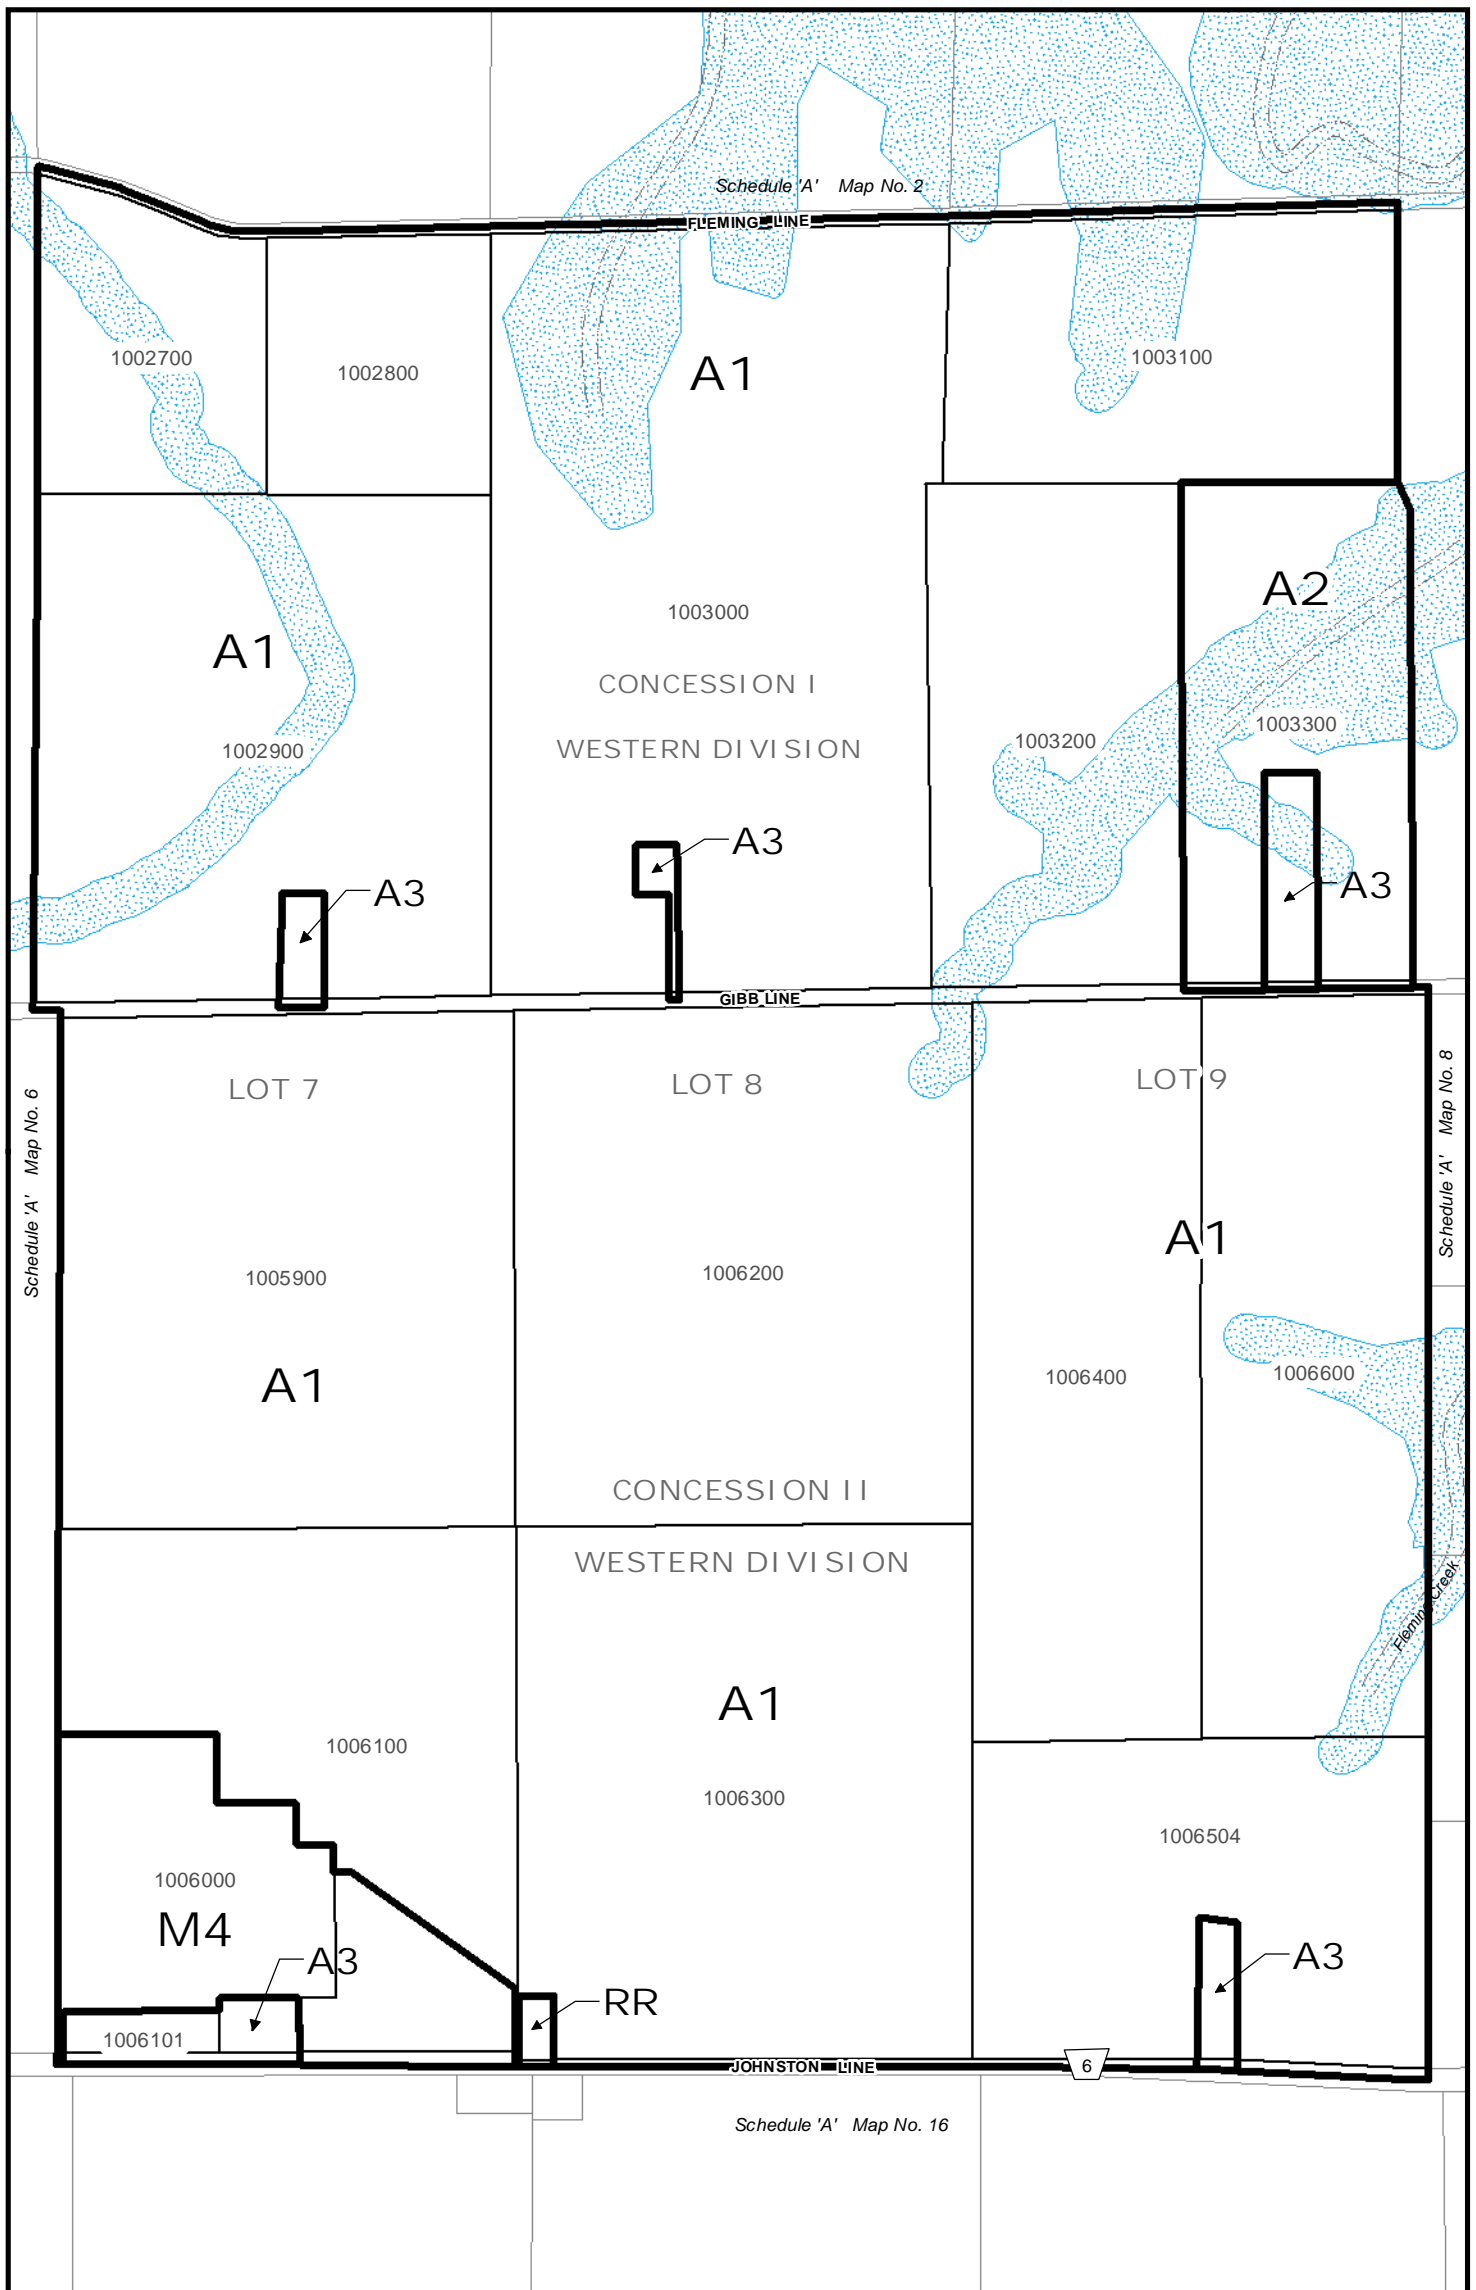 Schedule 'A' Map No. 2
FLEMING LINE
1002700
1002800
A1
1003100
A2
1003000
A1
CONCESSION I
1003300
1003200
1002900
WESTERN DIVISION
A3
A3
A3
GIBB LINE
LOT 7
LOT 8
LOT 9
Schedule 'A' Map No. 6
Schedule 'A' Map No. 8
A1
1005900
1006200
1006400
1006600
A1
CONCESSION II
WESTERN DIVISION
Fleming Creek
A1
1006100
1006300
1006504
1006000
M4
A3
A3
RR
1006101
JOHNSTON LINE
6
Schedule 'A' Map No. 16